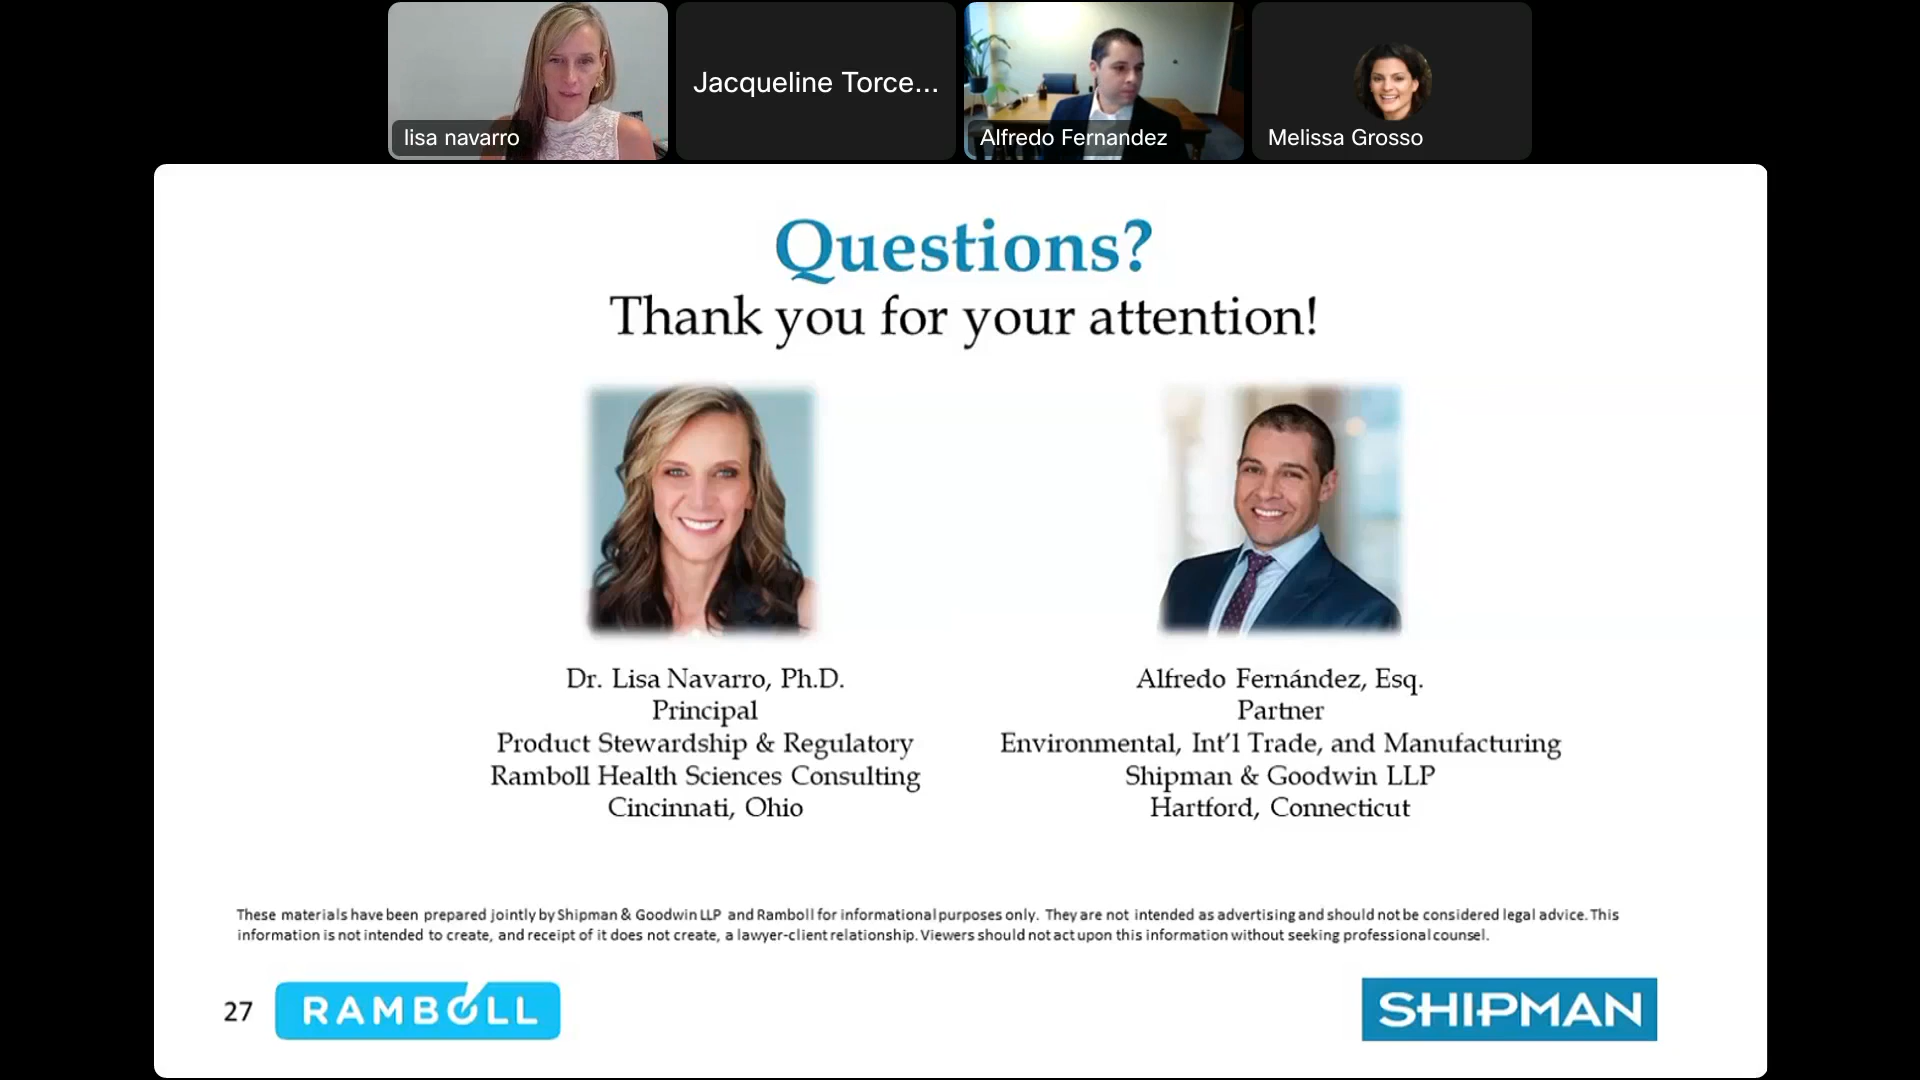 lisa navarro
Jacqueline Torce...
Alfredo Fernandez
Melissa Grosso
Questions?
Thank you for your attention!
Dr. Lisa Navarro, Ph.D.
Principal
Product Stewardship & Regulatory
Ramboll Health Sciences Consulting
Cincinnati, Ohio
Alfredo Fernández, Esq.
Partner
Environmental, Int'l Trade, and Manufacturing
Shipman & Goodwin LLP
Hartford, Connecticut
These materials have been prepared jointly by Shipman & Goodwin LLP and Ramboll for informational purposes only. They are not intended as advertising and should not be considered legal advice. This
information is not intended to create, and receipt of it does not create, a lawyer-client relationship. Viewers should not act upon this information without seeking professional counsel.
27
RAMBOLL
SHIPMAN